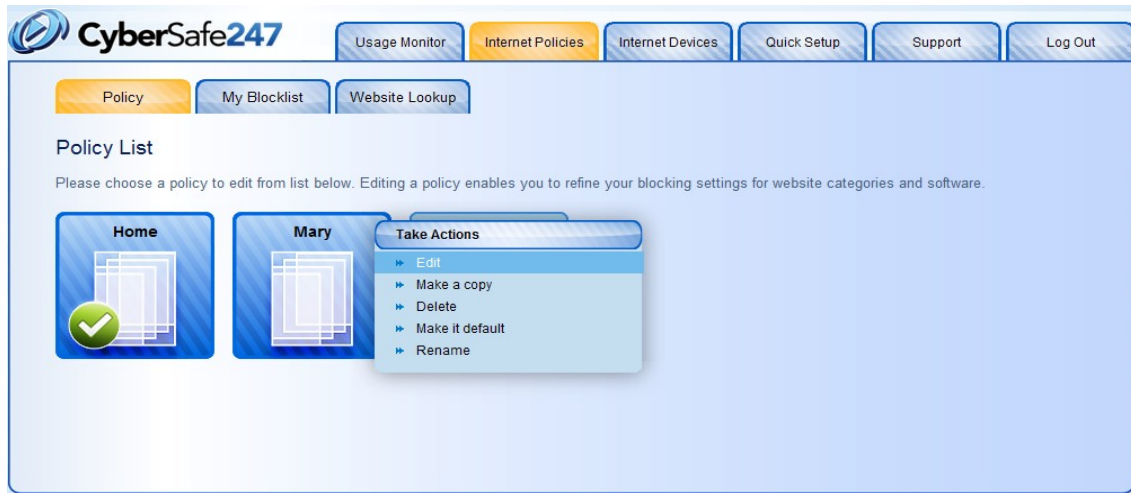 CyberSafe247
Usage Monitor
Internet Policies
Internet Devices
Quick Setup
Support
Log Out
Policy
My Blocklist
Website Lookup
Policy List
Please choose a policy to edit from list below. Editing a policy enables you to refine your blocking settings for website categories and software.
Home
Mary
Take Actions
Edit
Make a copy
Delete
Make it default
Rename